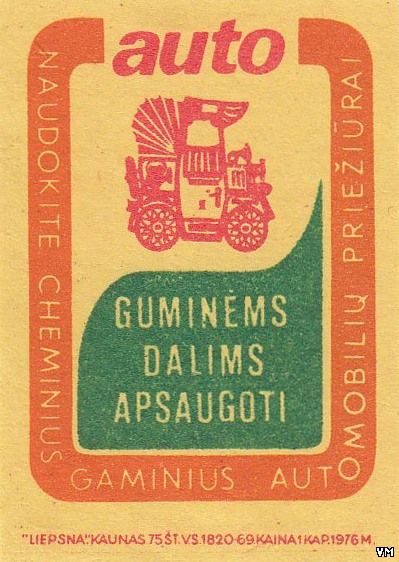 auto
NAUDOKITE CHEMINIUS GAMINIUS AUTOMOBILIŲ PRIEŽIŪRAI
GUMINĖMS
DALIMS
APSAUGOTI
"LIEPSNA" KAUNAS 75 ŠT. VS. 1820-69. KAINA 1 KAP. 1976 M.
VM